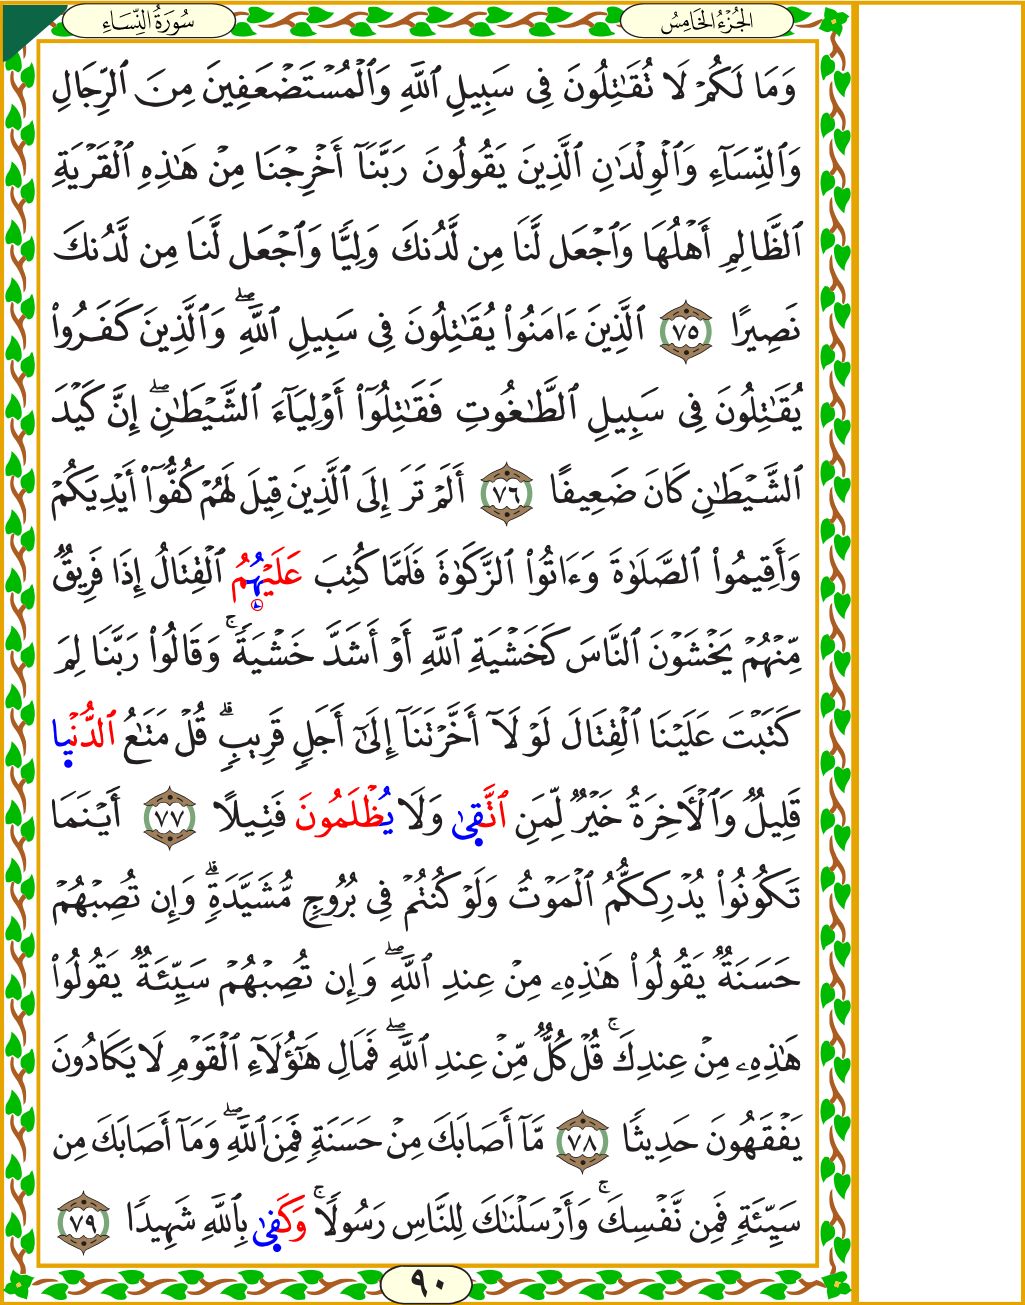 الجُزْءُ الخَامِسُ
سُورَةُ النِّسَاءِ
وَمَا لَكُمْ لَا تُقَٰتِلُونَ فِى سَبِيلِ ٱللَّهِ وَٱلْمُسْتَضْعَفِينَ مِنَ ٱلرِّجَالِ
وَٱلنِّسَآءِ وَٱلْوِلْدَٰنِ ٱلَّذِينَ يَقُولُونَ رَبَّنَآ أَخْرِجْنَا مِنْ هَٰذِهِ ٱلْقَرْيَةِ
ٱلظَّالِمِ أَهْلُهَا وَٱجْعَل لَّنَا مِن لَّدُنكَ وَلِيًّا وَٱجْعَل لَّنَا مِن لَّدُنكَ
نَصِيرًا ٧٥ ٱلَّذِينَ ءَامَنُوا۟ يُقَٰتِلُونَ فِى سَبِيلِ ٱللَّهِ ۖ وَٱلَّذِينَ كَفَرُوا۟
يُقَٰتِلُونَ فِى سَبِيلِ ٱلطَّٰغُوتِ فَقَٰتِلُوٓا۟ أَوْلِيَآءَ ٱلشَّيْطَٰنِ ۖ إِنَّ كَيْدَ
ٱلشَّيْطَٰنِ كَانَ ضَعِيفًا ٧٦ أَلَمْ تَرَ إِلَى ٱلَّذِينَ قِيلَ لَهُمْ كُفُّوٓا۟ أَيْدِيَكُمْ
وَأَقِيمُوا۟ ٱلصَّلَوٰةَ وَءَاتُوا۟ ٱلزَّكَوٰةَ فَلَمَّا كُتِبَ عَلَيْهُمُ ٱلْقِتَالُ إِذَا فَرِيقٌ
مِّنْهُمْ يَخْشَوْنَ ٱلنَّاسَ كَخَشْيَةِ ٱللَّهِ أَوْ أَشَدَّ خَشْيَةً ۚ وَقَالُوا۟ رَبَّنَا لِمَ
كَتَبْتَ عَلَيْنَا ٱلْقِتَالَ لَوْلَآ أَخَّرْتَنَآ إِلَىٰٓ أَجَلٍ قَرِيبٍ ۗ قُلْ مَتَٰعُ ٱلدُّنْيا
قَلِيلٌ وَٱلْأَخِرَةُ خَيْرٌ لِّمَنِ ٱتَّقِىٰ وَلَا يُظْلَمُونَ فَتِيلًا ٧٧ أَيْنَمَا
تَكُونُوا۟ يُدْرِككُّمُ ٱلْمَوْتُ وَلَوْ كُنتُمْ فِى بُرُوجٍ مُّشَيَّدَةٍ ۗ وَإِن تُصِبْهُمْ
حَسَنَةٌ يَقُولُوا۟ هَٰذِهِۦ مِنْ عِندِ ٱللَّهِ ۖ وَإِن تُصِبْهُمْ سَيِّئَةٌ يَقُولُوا۟
هَٰذِهِۦ مِنْ عِندِكَ ۚ قُلْ كُلٌّ مِّنْ عِندِ ٱللَّهِ ۖ فَمَالِ هَٰٓؤُلَآءِ ٱلْقَوْمِ لَا يَكَادُونَ
يَفْقَهُونَ حَدِيثًا ٧٨ مَّآ أَصَابَكَ مِنْ حَسَنَةٍ فَمِنَ ٱللَّهِ ۖ وَمَآ أَصَابَكَ مِن
سَيِّئَةٍ فَمِن نَّفْسِكَ ۚ وَأَرْسَلْنَٰكَ لِلنَّاسِ رَسُولًا ۚ وَكَفِىٰ بِٱللَّهِ شَهِيدًا ٧٩
٩٠